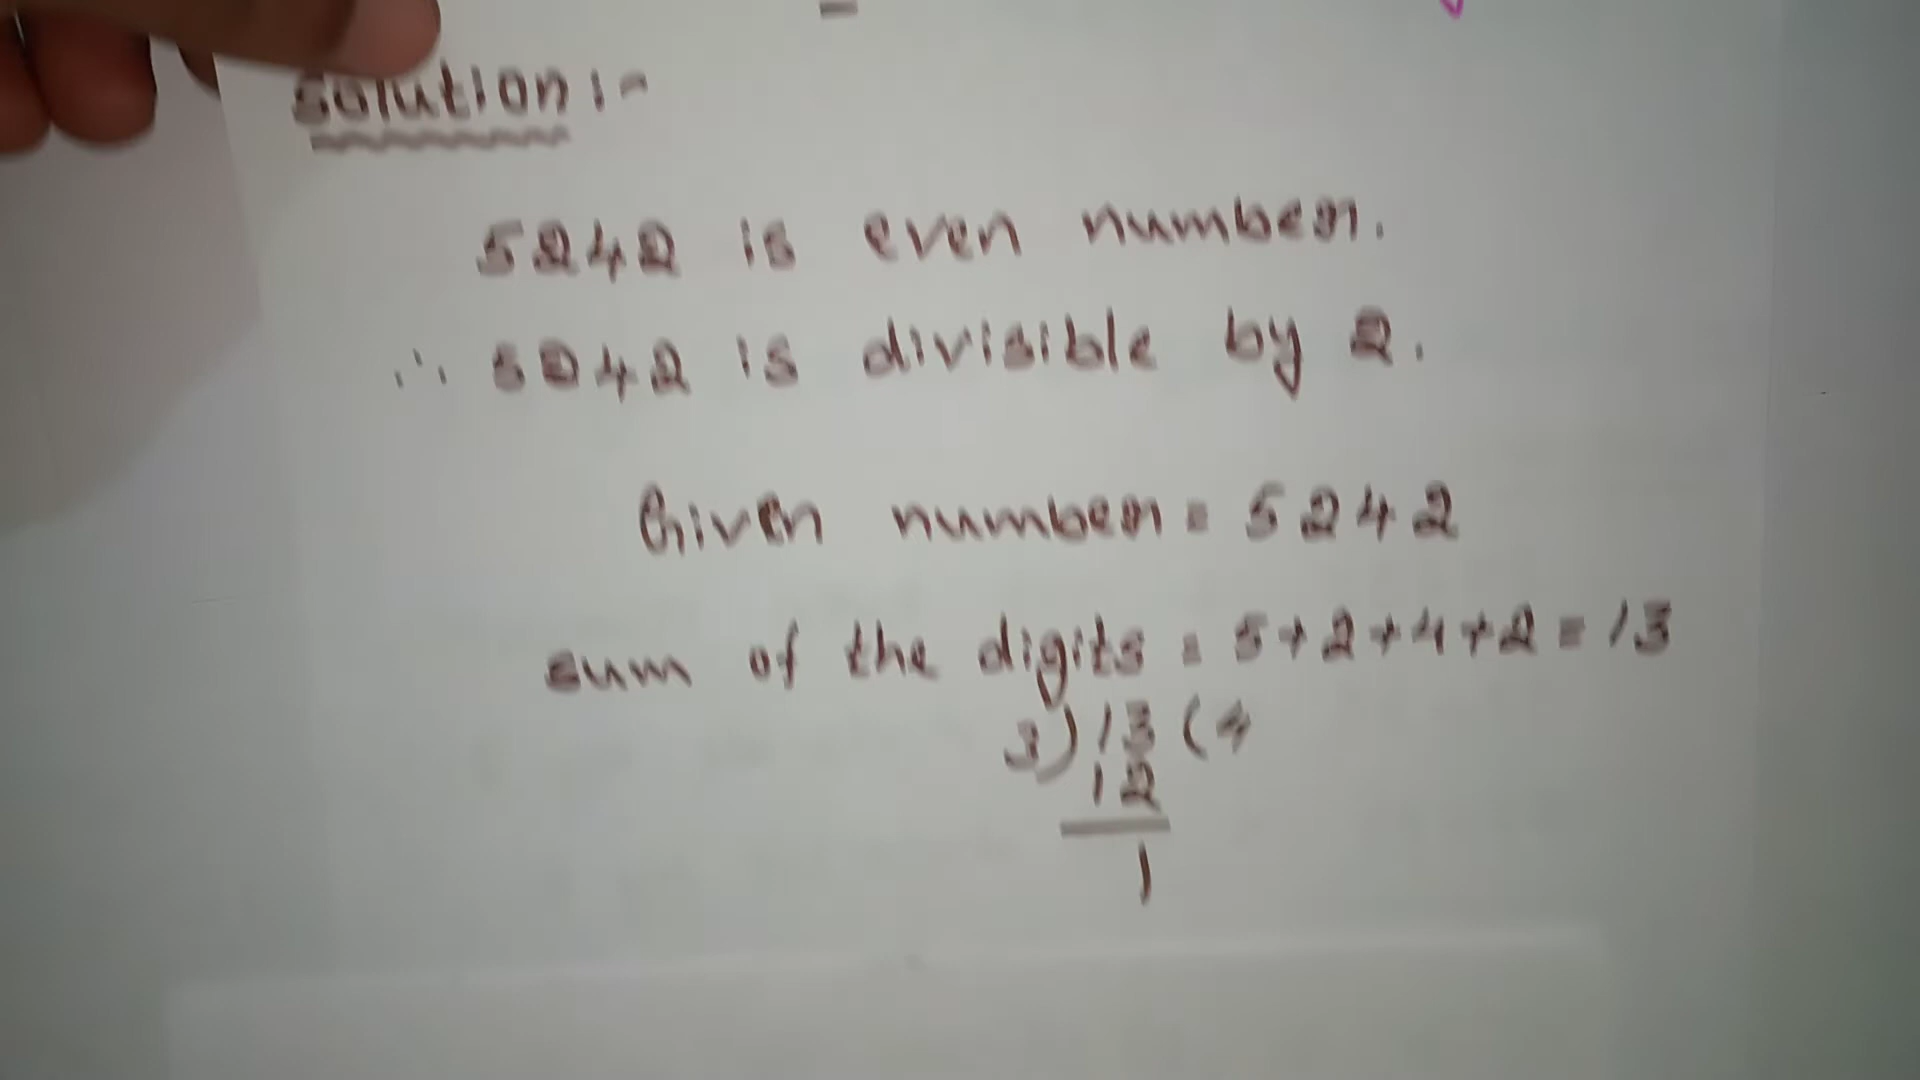 Solution :-
5242 is even number.
∴ 5242 is divisible by 2.
Given number = 5242
sum of the digits = 5+2+4+2 = 13
3)13(4
12
1